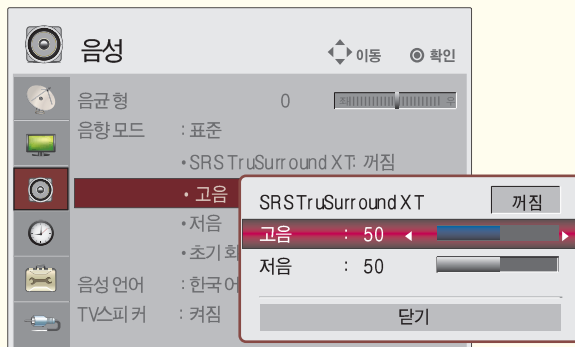 음성
이동 확인
음균형 0 좌 우
음향모드 : 표준
• SRS TruSurround XT: 꺼짐
• 고음
• 저음
• 초기화
음성언어 : 한국어
TV스피커 : 켜짐
SRS TruSurround XT 꺼짐
고음 : 50
저음 : 50
닫기